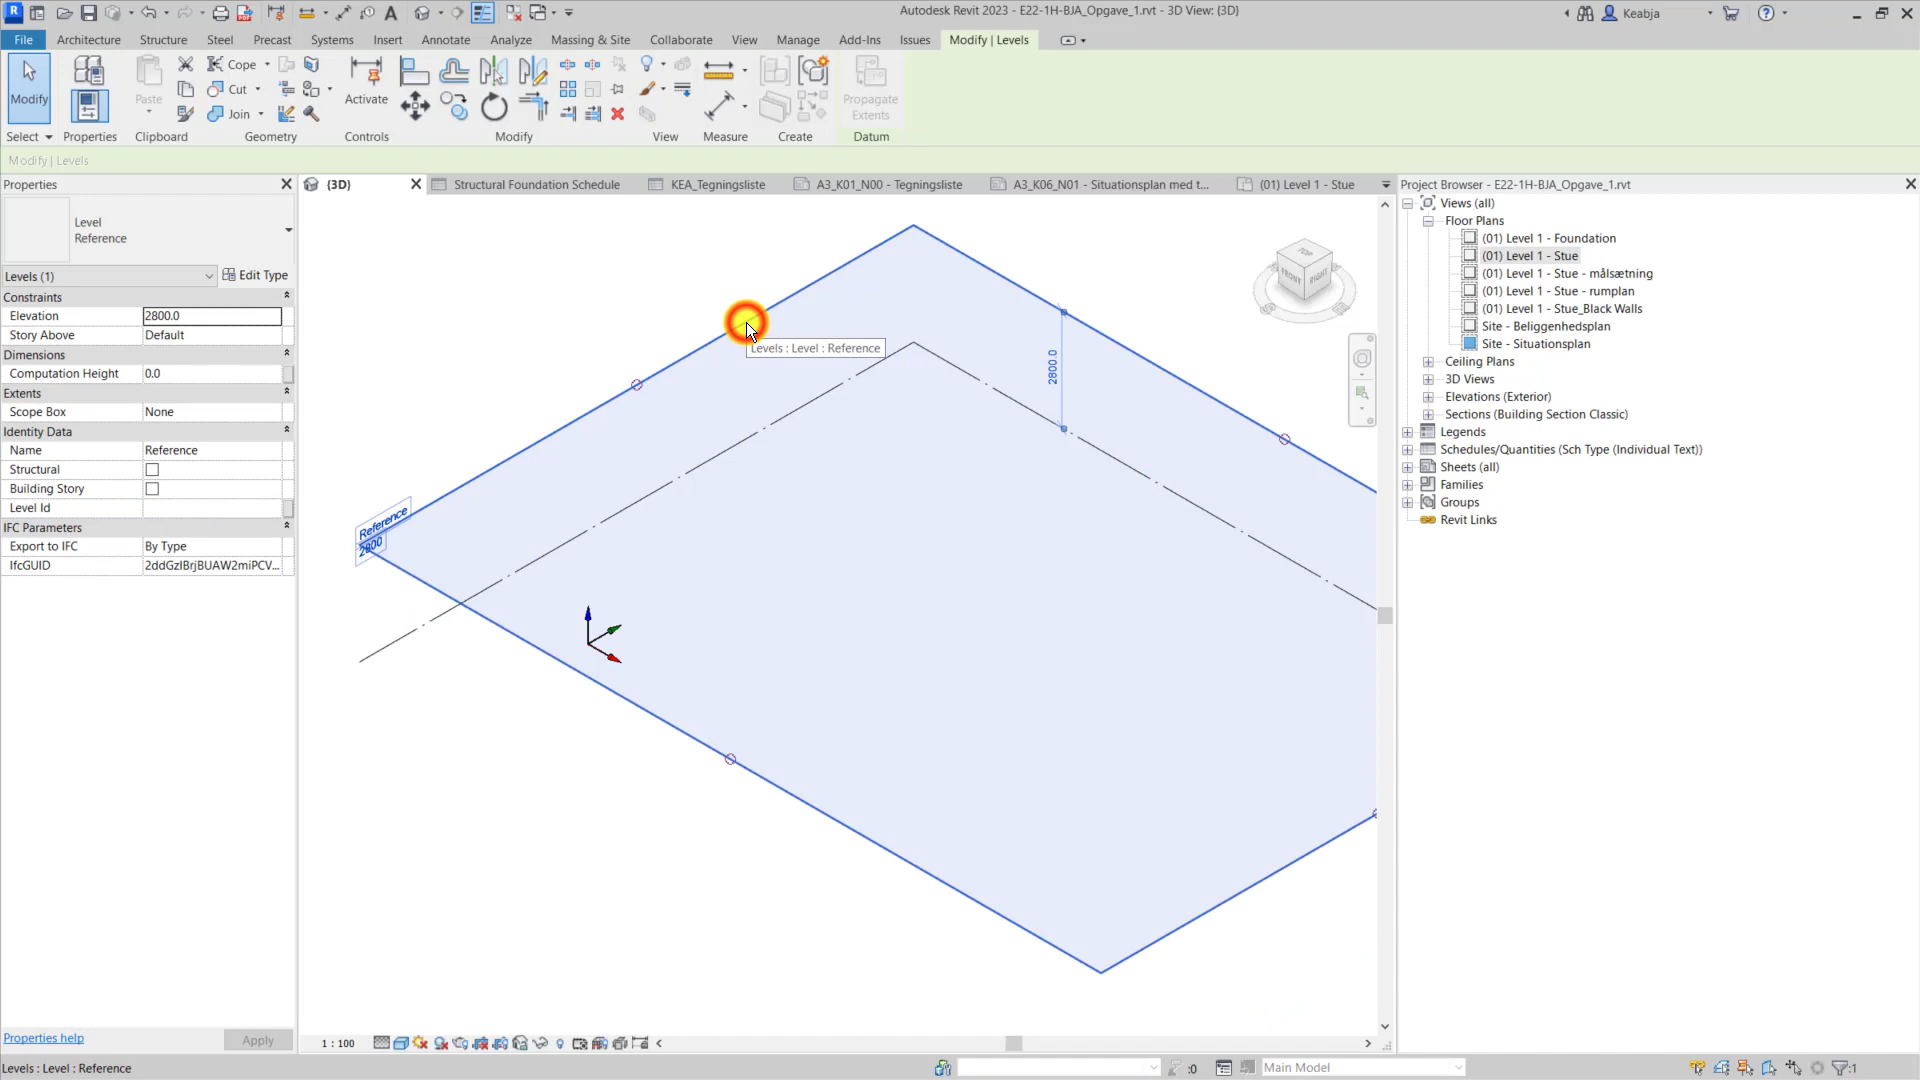 Autodesk Revit 2023 - E22-1H-BJA_Opgave_1.rvt - 3D View: {3D}
Keabja
File Architecture Structure Steel Precast Systems Insert Annotate Analyze Massing & Site Collaborate View Manage Add-Ins Issues Modify | Levels
Cope
Cut
Join
Modify
Paste
Activate
Propagate
Extents
Select Properties Clipboard Geometry Controls Modify View Measure Create Datum
Modify | Levels
Properties
{3D}
Structural Foundation Schedule
KEA_Tegningsliste
A3_K01_N00 - Tegningsliste
A3_K06_N01 - Situationsplan med t...
(01) Level 1 - Stue
Project Browser - E22-1H-BJA_Opgave_1.rvt
Level
Reference
Levels (1)
Edit Type
Constraints
Elevation 2800.0
Story Above Default
Dimensions
Computation Height 0.0
Extents
Scope Box None
Identity Data
Name Reference
Structural
Building Story
Level Id
IFC Parameters
Export to IFC By Type
IfcGUID 2ddGzIBrjBUAW2miPCV...
Properties help
Apply
Levels : Level : Reference
2800.0
Reference
2800
TOP
FRONT
RIGHT
Views (all)
Floor Plans
(01) Level 1 - Foundation
(01) Level 1 - Stue
(01) Level 1 - Stue - målsætning
(01) Level 1 - Stue - rumplan
(01) Level 1 - Stue_Black Walls
Site - Beliggenhedsplan
Site - Situationsplan
Ceiling Plans
3D Views
Elevations (Exterior)
Sections (Building Section Classic)
Legends
Schedules/Quantities (Sch Type (Individual Text))
Sheets (all)
Families
Groups
Revit Links
1 : 100
Levels : Level : Reference
:0
Main Model
:1